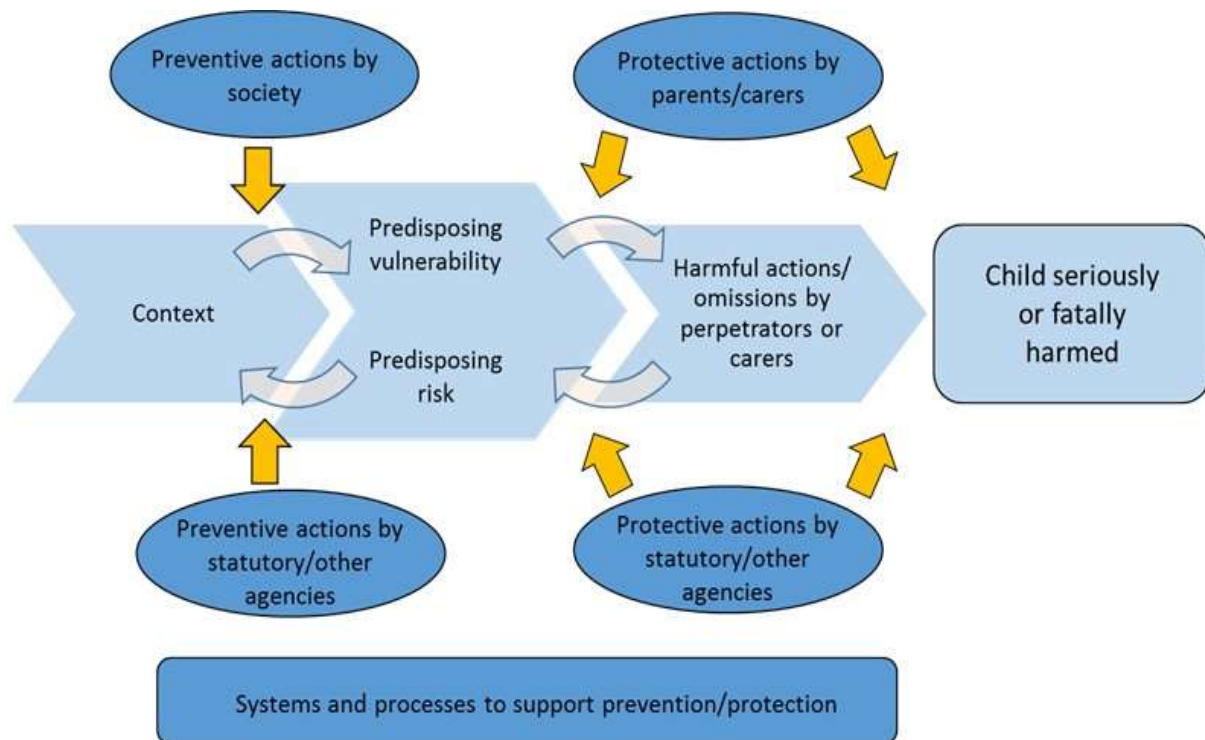 Preventive actions by
society
Protective actions by
parents/carers
Context
Predisposing
vulnerability
Predisposing
risk
Harmful actions/
omissions by
perpetrators or
carers
Child seriously
or fatally
harmed
Preventive actions by
statutory/other
agencies
Protective actions by
statutory/other
agencies
Systems and processes to support prevention/protection